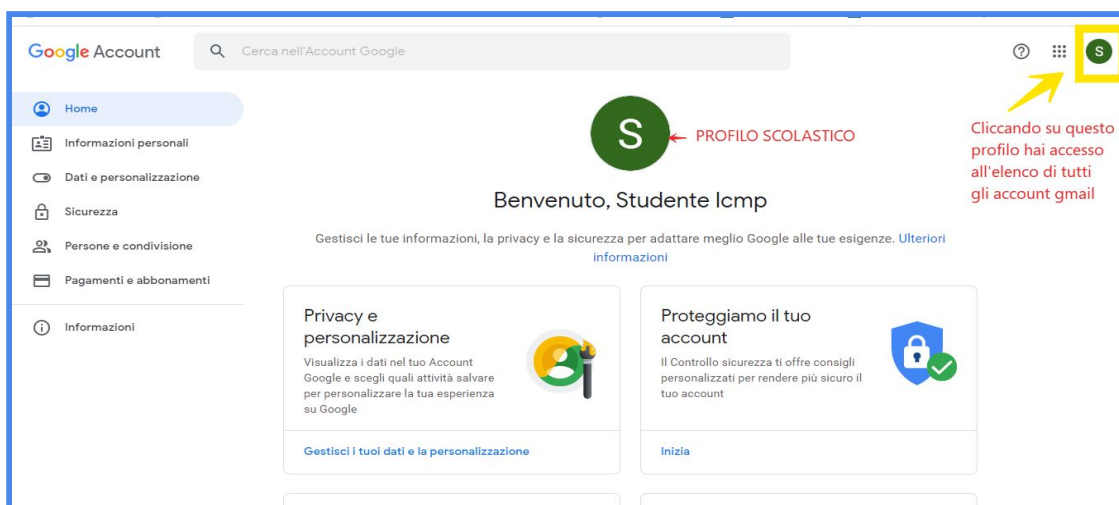 Google Account
Cerca nell'Account Google
S
Home
Informazioni personali
Dati e personalizzazione
Sicurezza
Persone e condivisione
Pagamenti e abbonamenti
Informazioni
S
PROFILO SCOLASTICO
Cliccando su questo
profilo hai accesso
all'elenco di tutti
gli account gmail
Benvenuto, Studente Icmp
Gestisci le tue informazioni, la privacy e la sicurezza per adattare meglio Google alle tue esigenze. Ulteriori
informazioni
Privacy e
personalizzazione
Visualizza i dati nel tuo Account
Google e scegli quali attività salvare
per personalizzare la tua esperienza
su Google
Gestisci i tuoi dati e la personalizzazione
Proteggiamo il tuo
account
Il Controllo sicurezza ti offre consigli
personalizzati per rendere più sicuro il
tuo account
Inizia